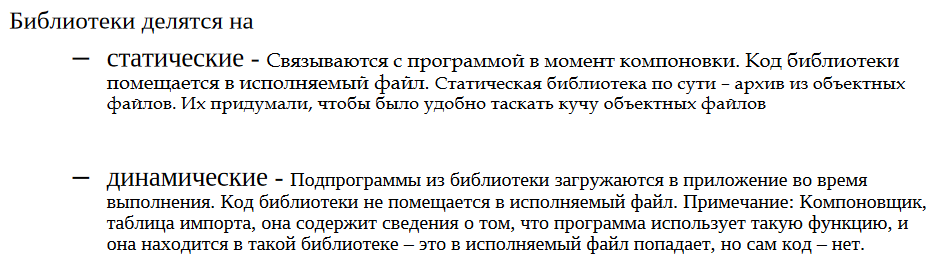 Библиотеки делятся на
– статические - Связываются с программой в момент компоновки. Код библиотеки
помещается в исполняемый файл. Статическая библиотека по сути – архив из объектных
файлов. Их придумали, чтобы было удобно таскать кучу объектных файлов
– динамические - Подпрограммы из библиотеки загружаются в приложение во время
выполнения. Код библиотеки не помещается в исполняемый файл. Примечание: Компоновщик,
таблица импорта, она содержит сведения о том, что программа использует такую функцию, и
она находится в такой библиотеке – это в исполняемый файл попадает, но сам код – нет.